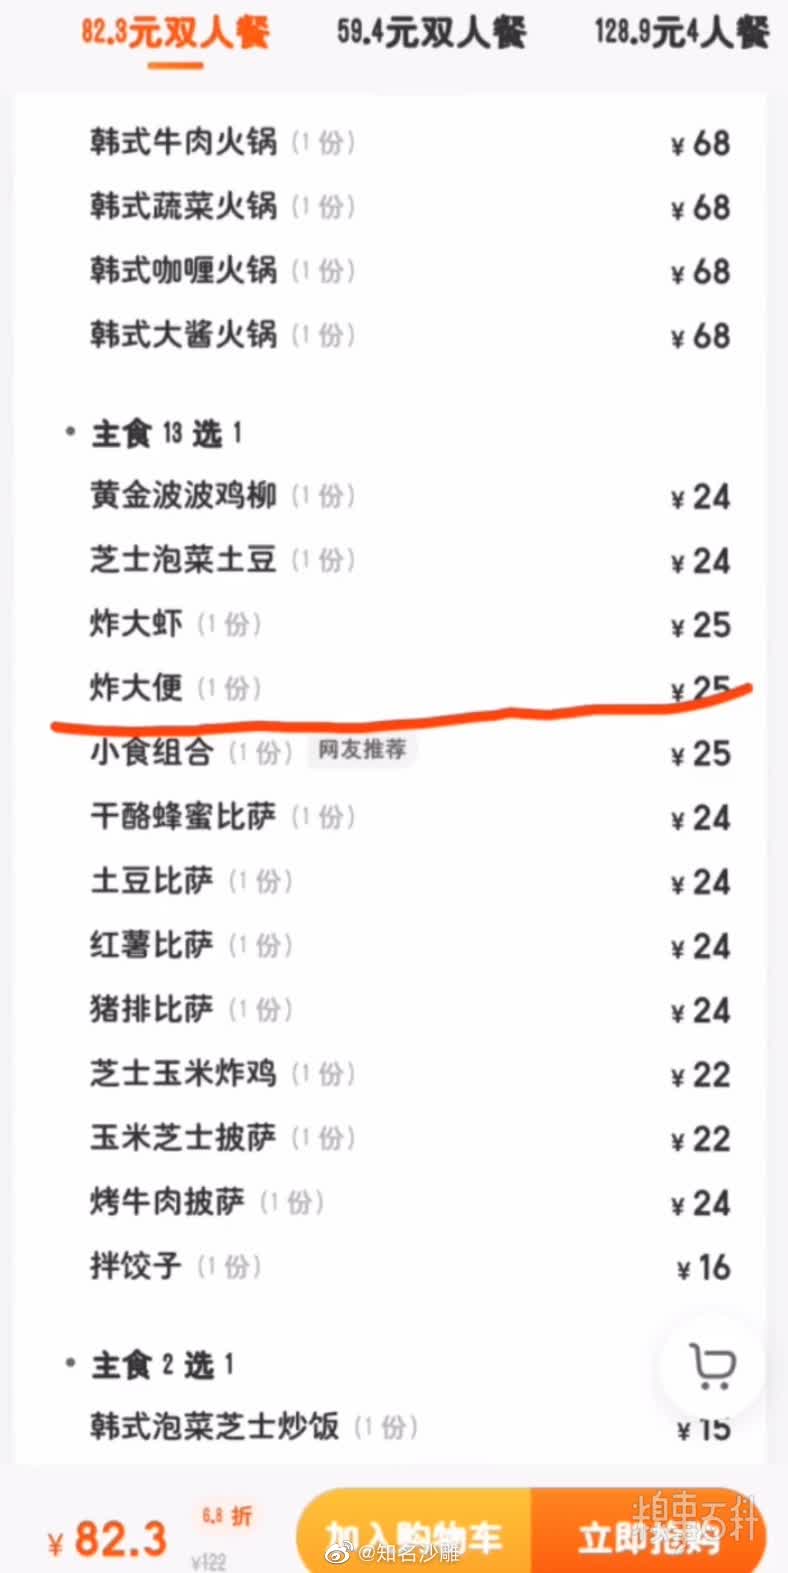 82.3元双人餐 59.4元双人餐 128.9元4人餐
韩式牛肉火锅 (1 份) ¥ 68
韩式蔬菜火锅 (1 份) ¥ 68
韩式咖喱火锅 (1 份) ¥ 68
韩式大酱火锅 (1 份) ¥ 68
• 主食 13 选 1
黄金波波鸡柳 (1 份) ¥ 24
芝士泡菜土豆 (1 份) ¥ 24
炸大虾 (1 份) ¥ 25
炸大便 (1 份) ¥ 25
小食组合 (1 份) 网友推荐 ¥ 25
干酪蜂蜜比萨 (1 份) ¥ 24
土豆比萨 (1 份) ¥ 24
红薯比萨 (1 份) ¥ 24
猪排比萨 (1 份) ¥ 24
芝士玉米炸鸡 (1 份) ¥ 22
玉米芝士披萨 (1 份) ¥ 22
烤牛肉披萨 (1 份) ¥ 24
拌饺子 (1 份) ¥ 16
• 主食 2 选 1
韩式泡菜芝士炒饭 (1 份) ¥ 15
¥ 82.3 6.8 折 ¥122 加入购物车 立即抢购
@知名沙雕